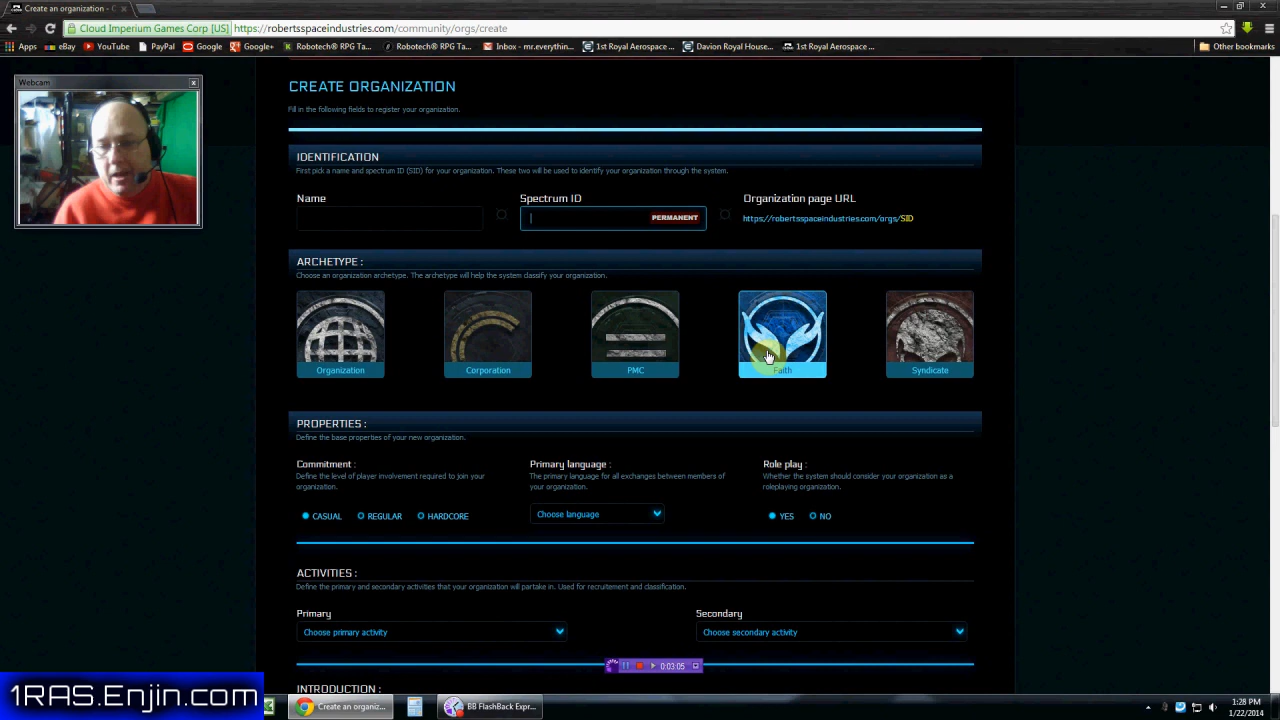 Create an organization - C
Cloud Imperium Games Corp [US] https://robertsspaceindustries.com/community/orgs/create
Apps eBay YouTube PayPal Google Google+ Robotech® RPG Ta... Robotech® RPG Ta... Inbox - mr.everythin... 1st Royal Aerospace ... Davion Royal House... 1st Royal Aerospace ... Other bookmarks
Webcam
CREATE ORGANIZATION
Fill in the following fields to register your organization.
IDENTIFICATION
First pick a name and spectrum ID (SID) for your organization. These two will be used to identify your organization through the system.
Name Spectrum ID Organization page URL
PERMANENT https://robertsspaceindustries.com/orgs/SID
ARCHETYPE :
Choose an organization archetype. The archetype will help the system classify your organization.
Organization Corporation PMC Faith Syndicate
PROPERTIES :
Define the base properties of your new organization.
Commitment : Primary language : Role play :
Define the level of player involvement required to join your The primary language for all exchanges between members of Whether the system should consider your organization as a
organization. your organization. roleplaying organization.
CASUAL REGULAR HARDCORE Choose language YES NO
ACTIVITIES :
Define the primary and secondary activities that your organization will partake in. Used for recruitment and classification.
Primary Secondary
Choose primary activity Choose secondary activity
0:03:05
INTRODUCTION :
1RAS.Enjin.com Create an organiz... BB FlashBack Expr... 1:28 PM
1/22/2014